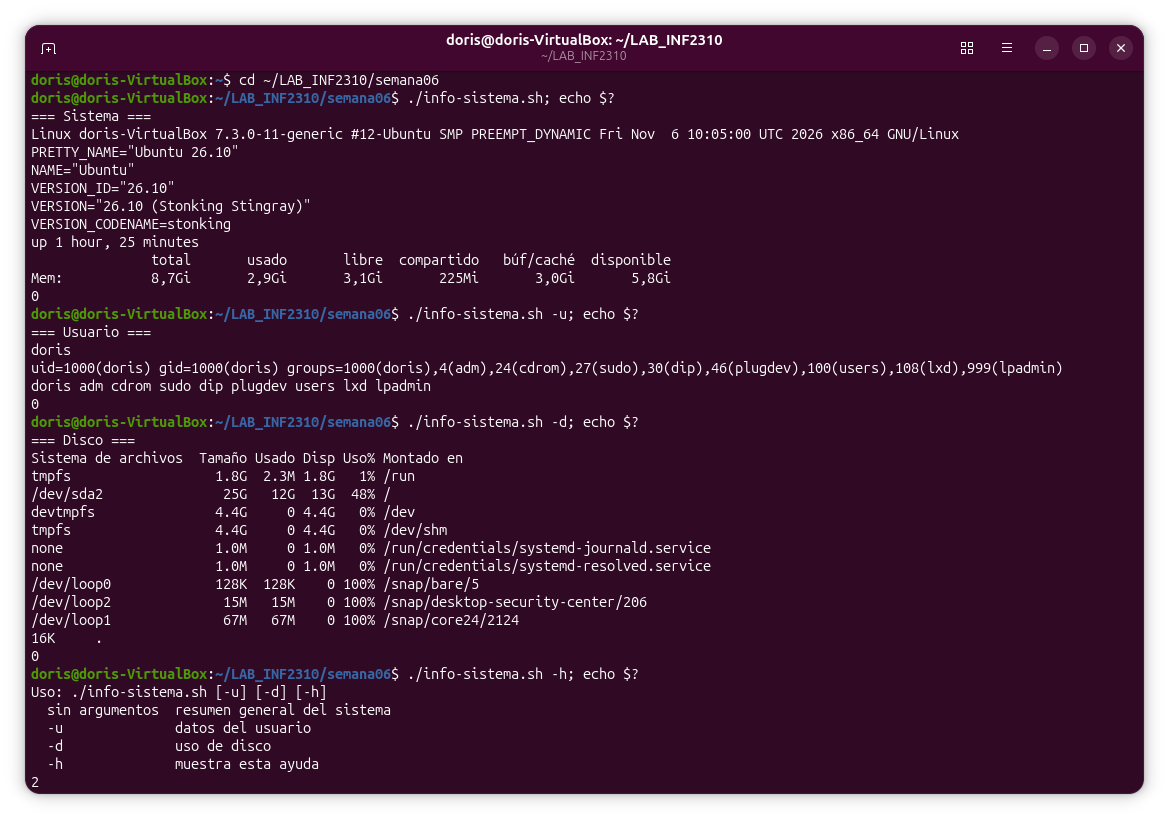 doris@doris-VirtualBox: ~/LAB_INF2310
~/LAB_INF2310
doris@doris-VirtualBox:~$ cd ~/LAB_INF2310/semana06
doris@doris-VirtualBox:~/LAB_INF2310/semana06$ ./info-sistema.sh; echo $?
=== Sistema ===
Linux doris-VirtualBox 7.3.0-11-generic #12-Ubuntu SMP PREEMPT_DYNAMIC Fri Nov  6 10:05:00 UTC 2026 x86_64 GNU/Linux
PRETTY_NAME="Ubuntu 26.10"
NAME="Ubuntu"
VERSION_ID="26.10"
VERSION="26.10 (Stonking Stingray)"
VERSION_CODENAME=stonking
up 1 hour, 25 minutes
               total       usado       libre  compartido   búf/caché  disponible
Mem:           8,7Gi       2,9Gi       3,1Gi       225Mi       3,0Gi       5,8Gi
0
doris@doris-VirtualBox:~/LAB_INF2310/semana06$ ./info-sistema.sh -u; echo $?
=== Usuario ===
doris
uid=1000(doris) gid=1000(doris) groups=1000(doris),4(adm),24(cdrom),27(sudo),30(dip),46(plugdev),100(users),108(lxd),999(lpadmin)
doris adm cdrom sudo dip plugdev users lxd lpadmin
0
doris@doris-VirtualBox:~/LAB_INF2310/semana06$ ./info-sistema.sh -d; echo $?
=== Disco ===
Sistema de archivos  Tamaño Usado Disp Uso% Montado en
tmpfs                  1.8G  2.3M 1.8G   1% /run
/dev/sda2               25G   12G  13G  48% /
devtmpfs               4.4G     0 4.4G   0% /dev
tmpfs                  4.4G     0 4.4G   0% /dev/shm
none                   1.0M     0 1.0M   0% /run/credentials/systemd-journald.service
none                   1.0M     0 1.0M   0% /run/credentials/systemd-resolved.service
/dev/loop0             128K  128K    0 100% /snap/bare/5
/dev/loop2              15M   15M    0 100% /snap/desktop-security-center/206
/dev/loop1              67M   67M    0 100% /snap/core24/2124
16K     .
0
doris@doris-VirtualBox:~/LAB_INF2310/semana06$ ./info-sistema.sh -h; echo $?
Uso: ./info-sistema.sh [-u] [-d] [-h]
  sin argumentos  resumen general del sistema
  -u              datos del usuario
  -d              uso de disco
  -h              muestra esta ayuda
2